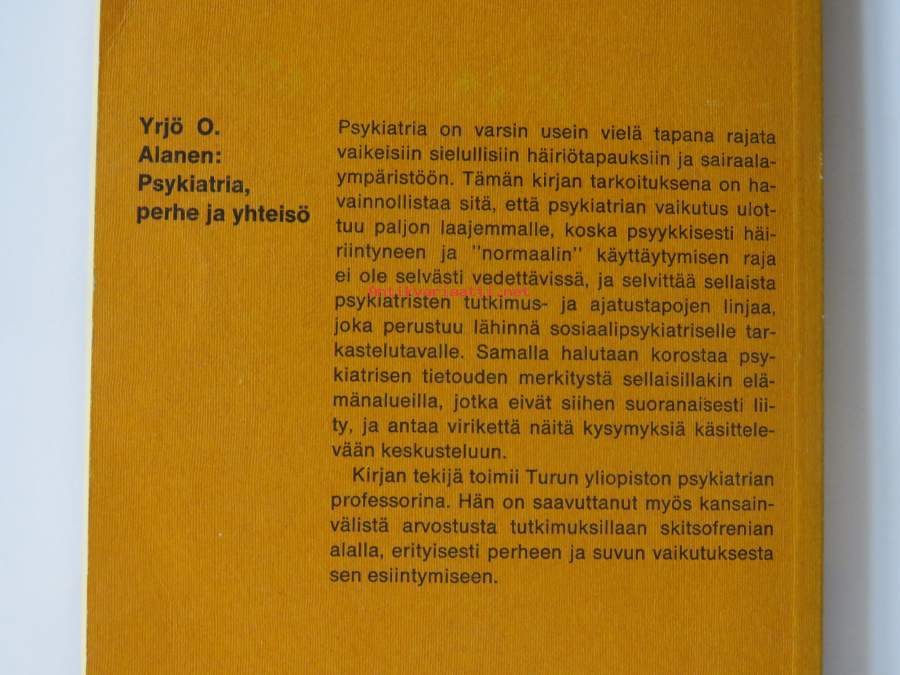 Yrjö O.
Alanen:
Psykiatria,
perhe ja yhteisö
Psykiatria on varsin usein vielä tapana rajata
vaikeisiin sielullisiin häiriötapauksiin ja sairaala-
ympäristöön. Tämän kirjan tarkoituksena on ha-
vainnollistaa sitä, että psykiatrian vaikutus ulot-
tuu paljon laajemmalle, koska psyykkisesti häi-
riintyneen ja "normaalin" käyttäytymisen raja
ei ole selvästi vedettävissä, ja selvittää sellaista
Antikvariaatti.net
psykiatristen tutkimus- ja ajatustapojen linjaa,
joka perustuu lähinnä sosiaalipsykiatriselle tar-
kastelutavalle. Samalla halutaan korostaa psy-
kiatrisen tietouden merkitystä sellaisillakin elä-
mänalueilla, jotka eivät siihen suoranaisesti lii-
ty, ja antaa virikettä näitä kysymyksiä käsittele-
vään keskusteluun.
Kirjan tekijä toimii Turun yliopiston psykiatrian
professorina. Hän on saavuttanut myös kansain-
välistä arvostusta tutkimuksillaan skitsofrenian
alalla, erityisesti perheen ja suvun vaikutuksesta
sen esiintymiseen.